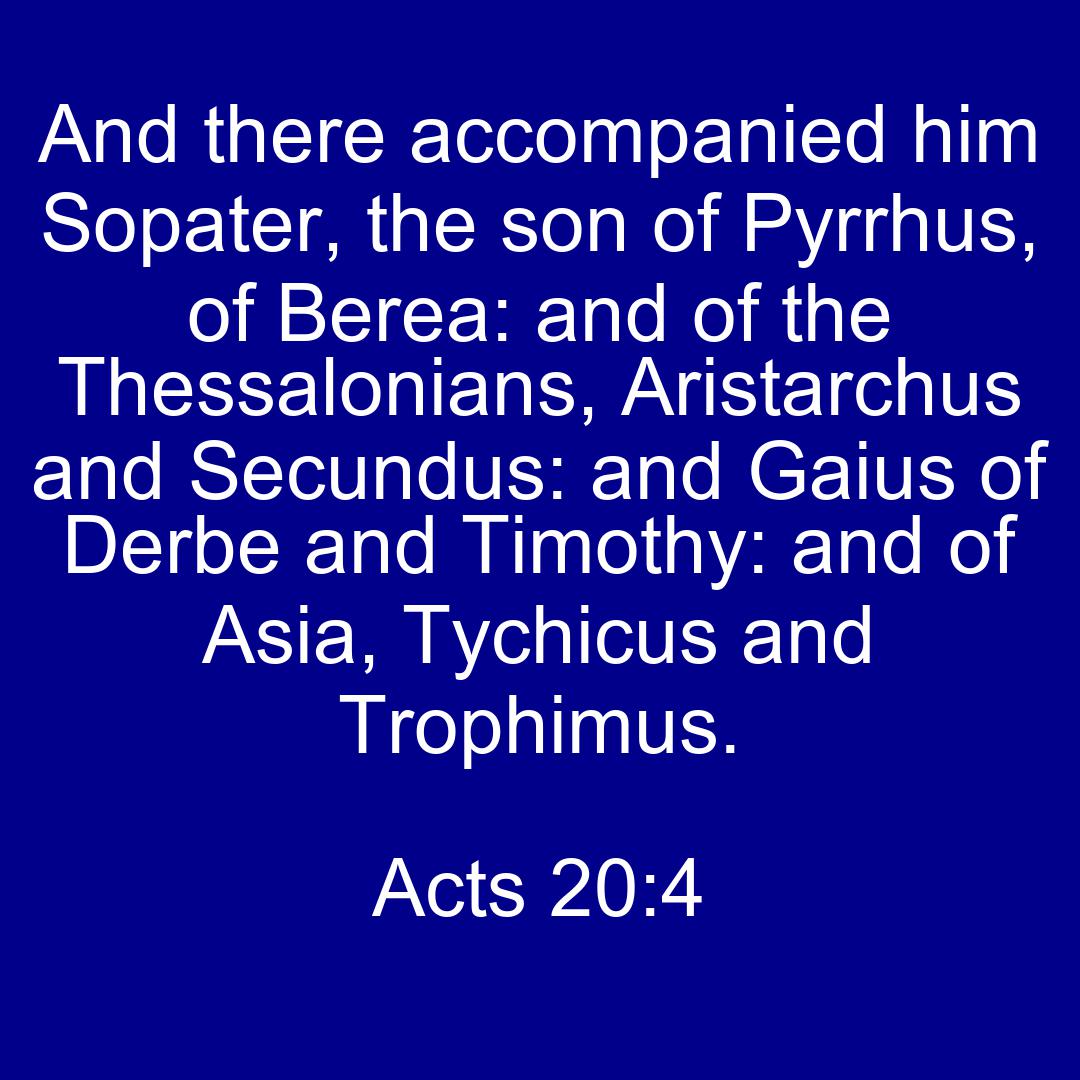 And there accompanied him
Sopater, the son of Pyrrhus,
of Berea: and of the
Thessalonians, Aristarchus
and Secundus: and Gaius of
Derbe and Timothy: and of
Asia, Tychicus and
Trophimus.
Acts 20:4